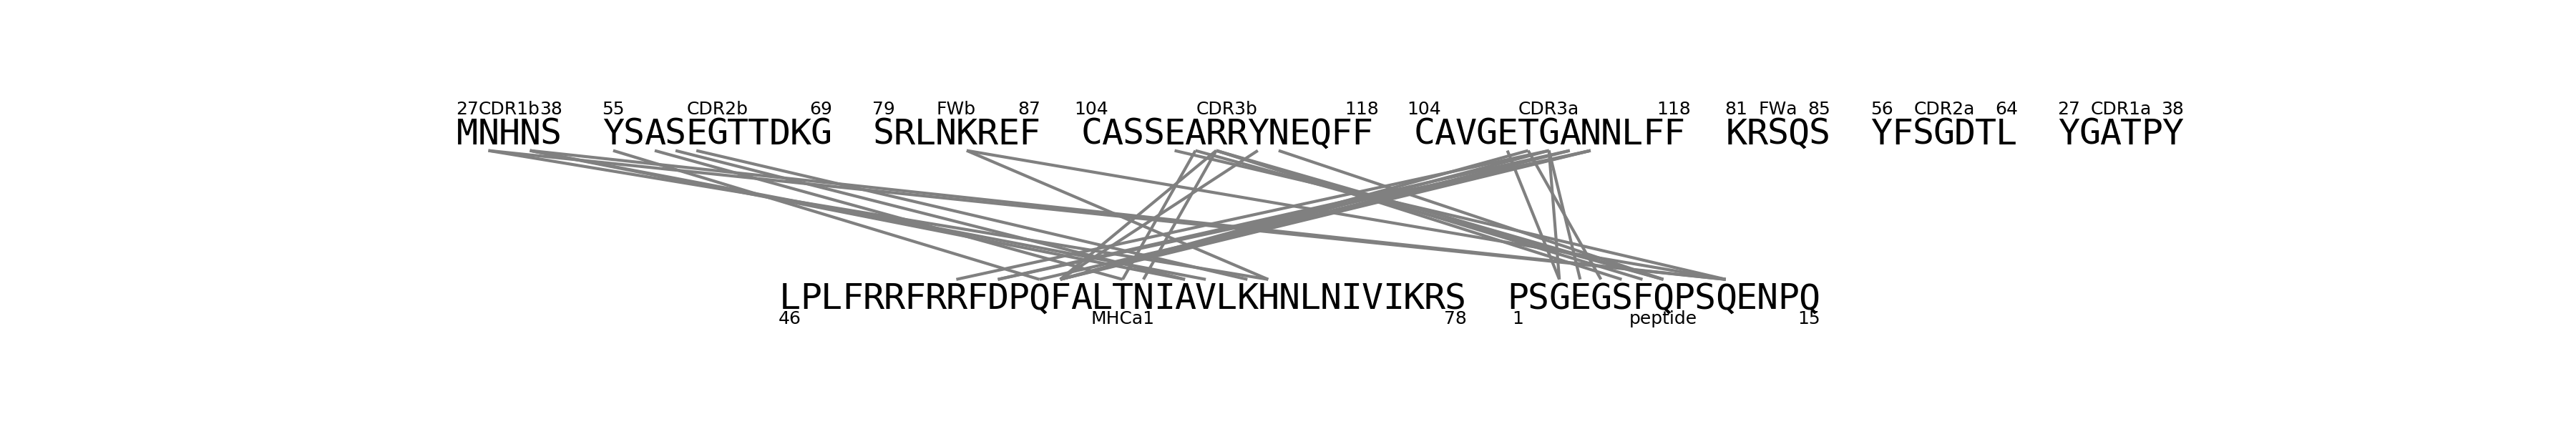 27CDR1b38 55 CDR2b 69 79 FWb 87 104 CDR3b 118 104 CDR3a 118 81 FWa 85 56 CDR2a 64 27 CDR1a 38
MNHNS YSASEGTTDKG SRLNKREF CASSEARRYNEQFF CAVGETGANNLFF KRSQS YFSGDTL YGATPY
LPLFRRFRRFDPQFALTNIAVLKHNLNIVIKRS PSGEGSFQPSQENPQ
46 MHCa1 78 1 peptide 15